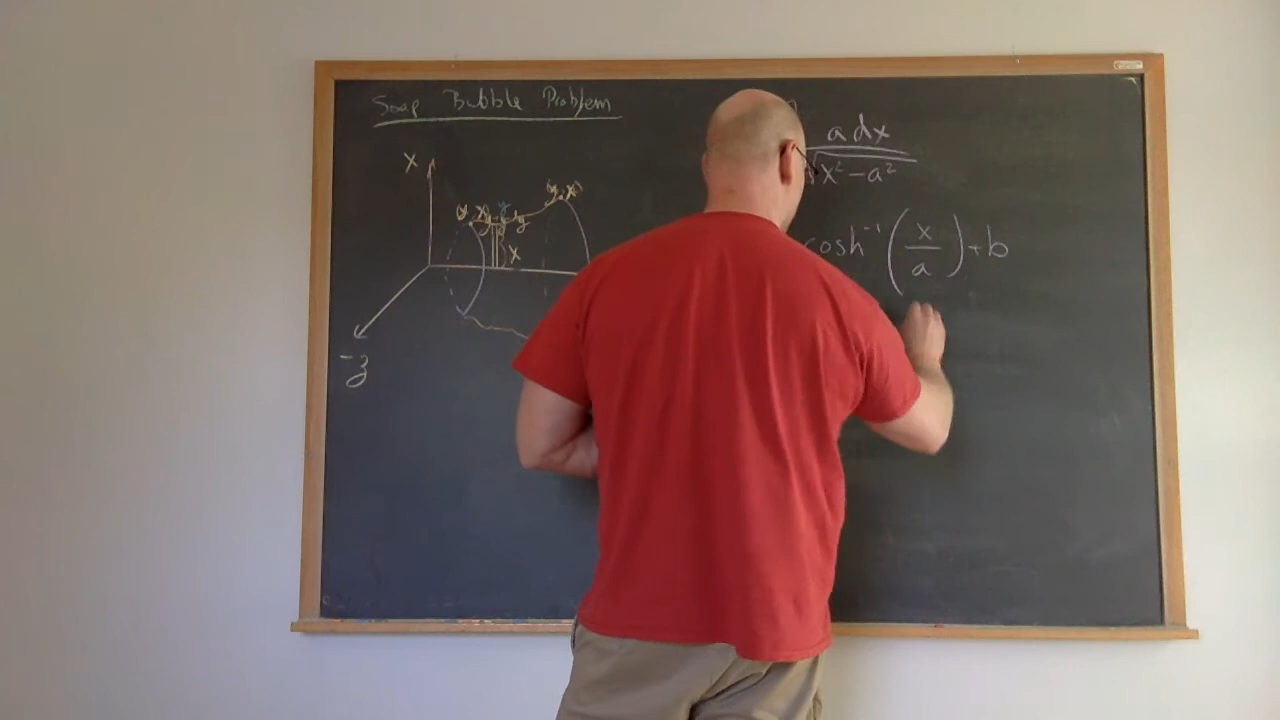 Soap Bubble Problem
x
x
z
a dx
√x² - a²
cosh⁻¹ (x/a) + b